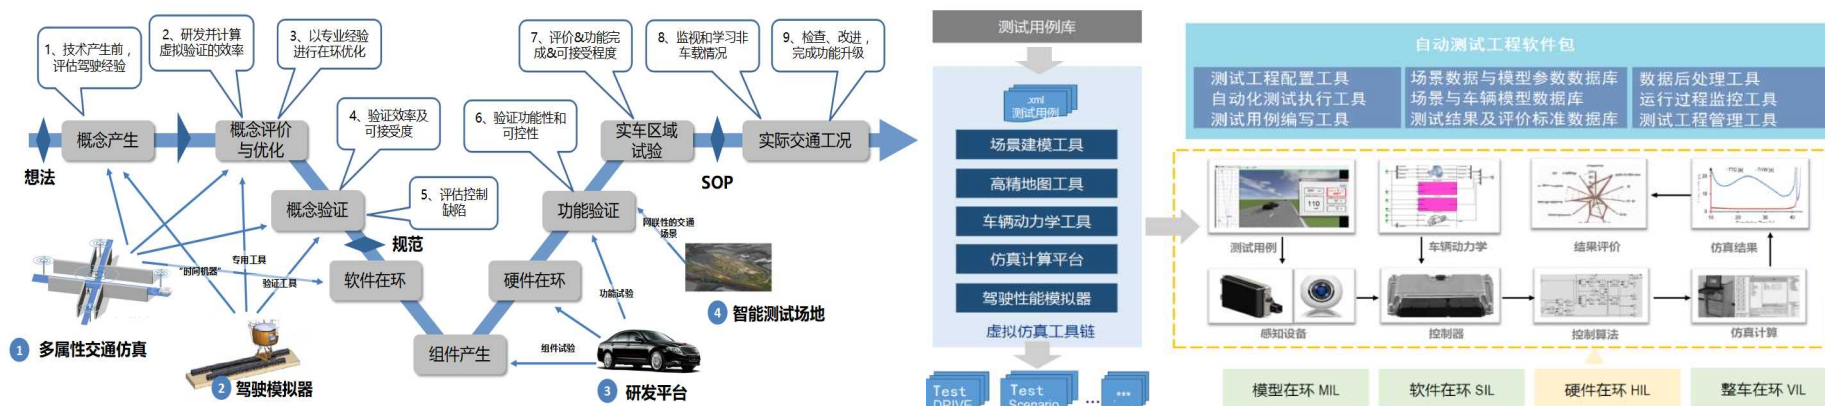 1、技术产生前，
评估驾驶经验
2、研发并计算
虚拟验证的效率
3、以专业经验
进行在环优化
7、评价&功能完
成&可接受程度
8、监视和学习非
车载情况
9、检查、改进，
完成功能升级
4、验证效率及
可接受度
6、验证功能性和
可控性
5、评估控制
缺陷
想法
概念产生
概念评价
与优化
概念验证
规范
软件在环
组件产生
硬件在环
功能验证
实车区域
试验
SOP
实际交通工况
网联性的交通
场景
“时间机器”
专用工具
验证工具
功能试验
组件试验
1 多属性交通仿真
2 驾驶模拟器
3 研发平台
4 智能测试场地
测试用例库
.xml
测试用例
场景建模工具
高精地图工具
车辆动力学工具
仿真计算平台
驾驶性能模拟器
虚拟仿真工具链
Test
DRIVE
Test
Scenario
...
***
自动测试工程软件包
测试工程配置工具
自动化测试执行工具
测试用例编写工具
场景数据与模型参数数据库
场景与车辆模型数据库
测试结果及评价标准数据库
数据后处理工具
运行过程监控工具
测试工程管理工具
110
10 20 30 40
测试用例
车辆动力学
结果评价
仿真结果
感知设备
控制器
控制算法
仿真计算
模型在环 MIL
软件在环 SIL
硬件在环 HIL
整车在环 VIL